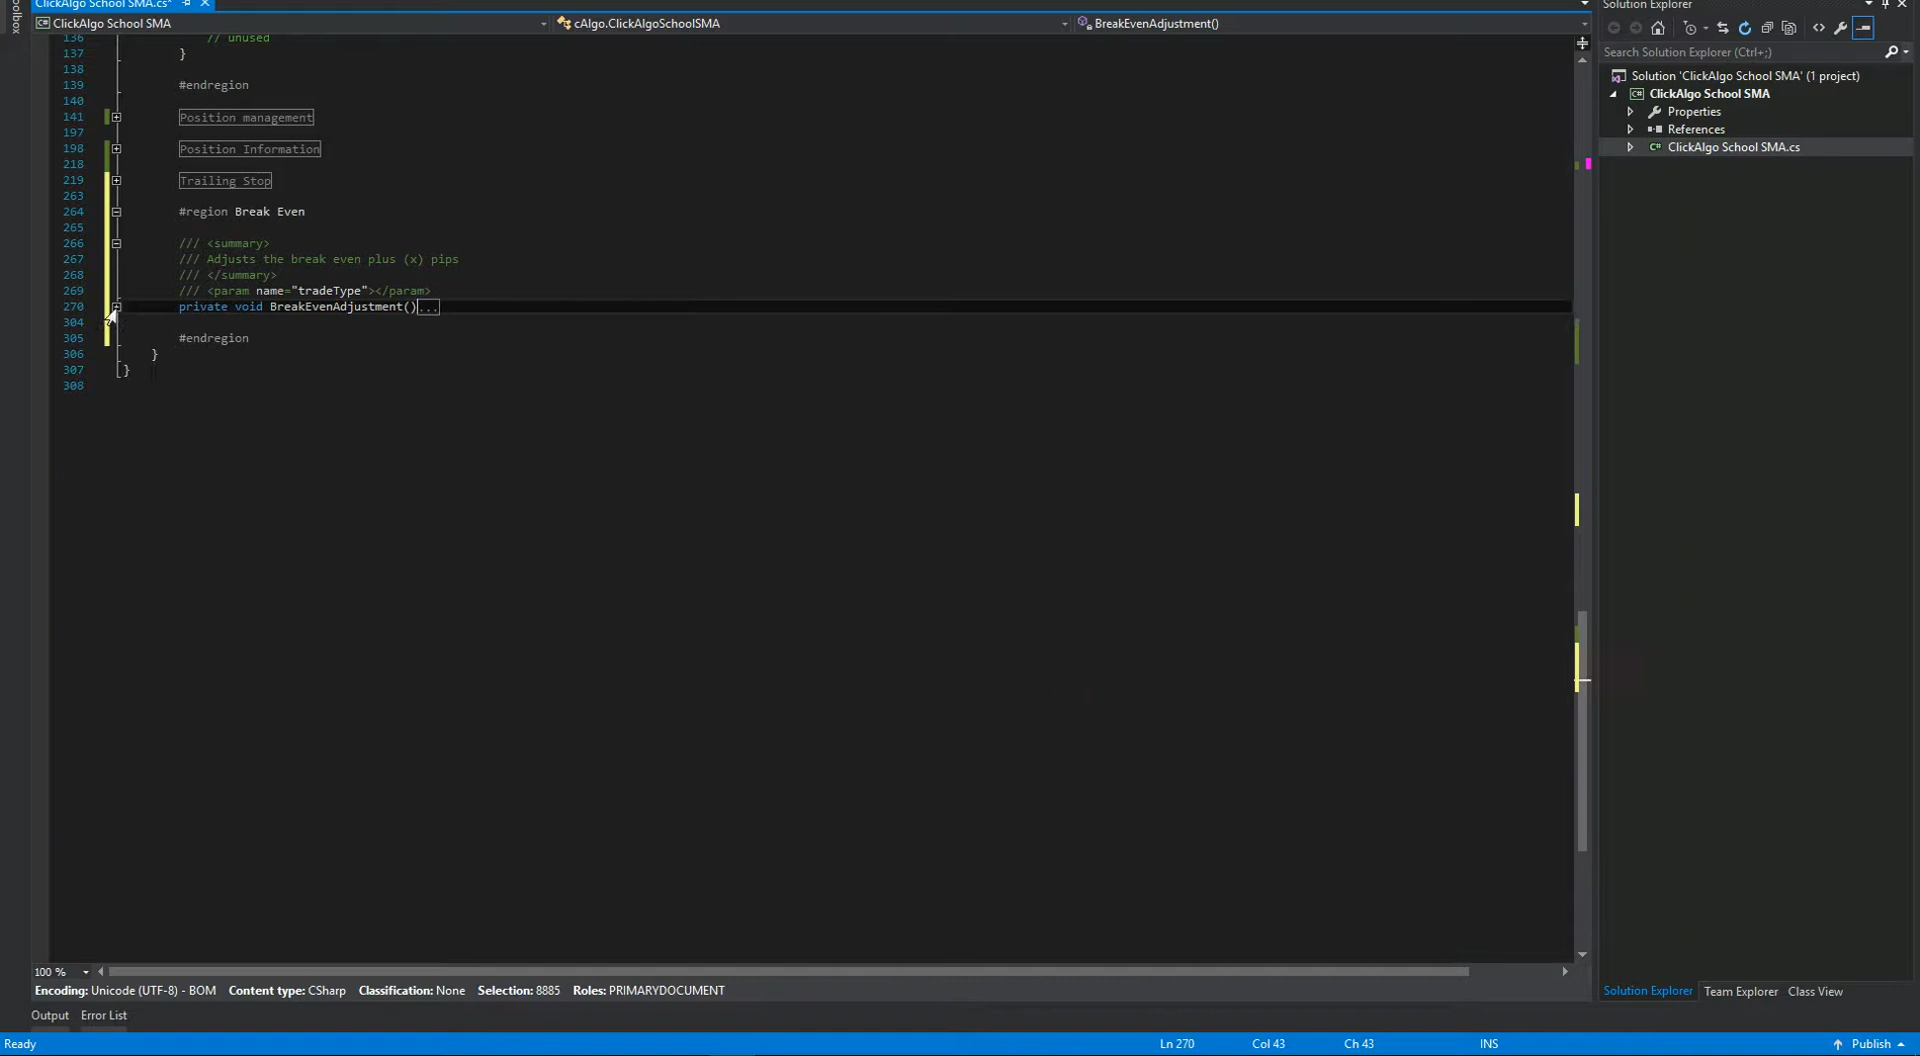 ClickAlgo School SMA.cs*
Toolbox
ClickAlgo School SMA
cAlgo.ClickAlgoSchoolSMA
BreakEvenAdjustment()
136 // unused
137 }
138
139 #endregion
140
141 Position management
197
198 Position Information
218
219 Trailing Stop
263
264 #region Break Even
265
266 /// <summary>
267 /// Adjusts the break even plus (x) pips
268 /// </summary>
269 /// <param name="tradeType"></param>
270 private void BreakEvenAdjustment()...
304
305 #endregion
306 }
307 }
308
100 %
Encoding: Unicode (UTF-8) - BOM Content type: CSharp Classification: None Selection: 8885 Roles: PRIMARYDOCUMENT
Output Error List
Ready Ln 270 Col 43 Ch 43 INS Publish
Solution Explorer
Search Solution Explorer (Ctrl+;)
Solution 'ClickAlgo School SMA' (1 project)
C# ClickAlgo School SMA
Properties
References
C# ClickAlgo School SMA.cs
Solution Explorer Team Explorer Class View